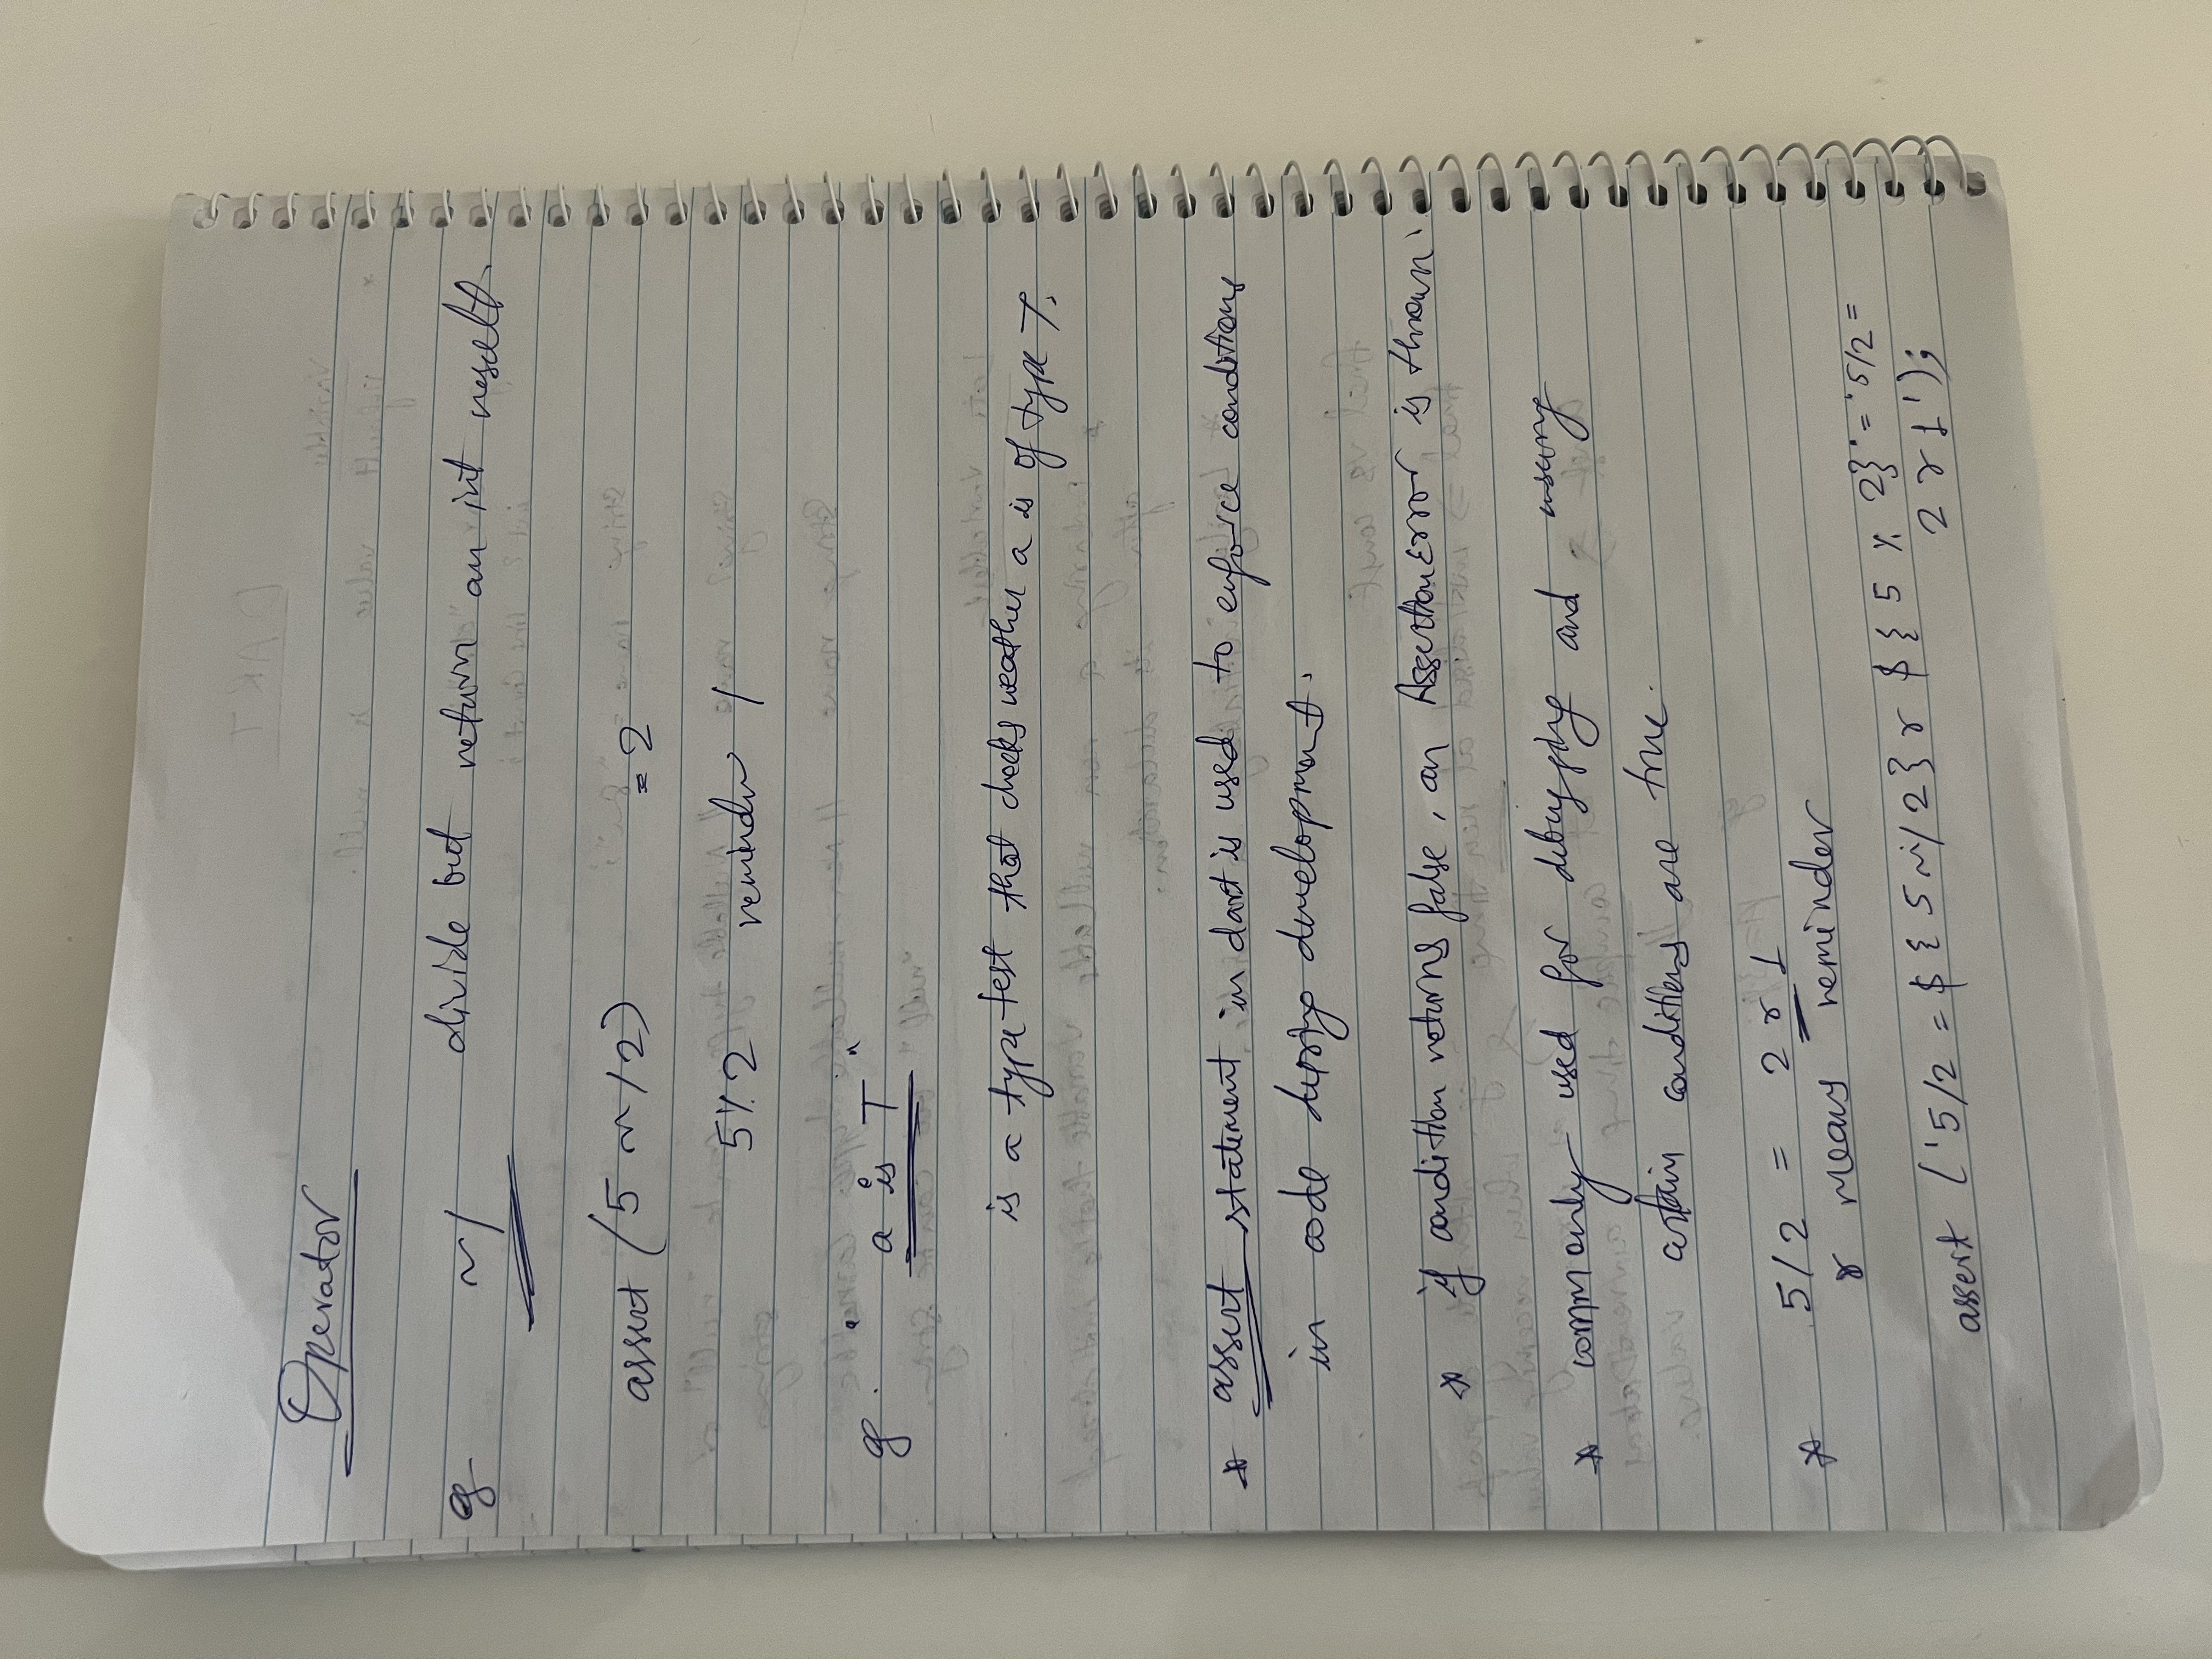 Operator
eg ~/ divide but return an int result.
assert (5 ~/2) = 2
5 % 2 reminder 1
eg. " a is T "
is a type test that checks weather a is of type T.
* assert statement in dart is used to enforce conditions
in code during development.
* if condition returns false, an AssertionError is thrown.
* commonly used for debugging and
certain conditions are true.
* 5/2 = 2 r 1
r means reminder
assert ('5/2 = ${ 5 ~/2} r ${ 5 % 2}' = '5/2 =
2 r 1');